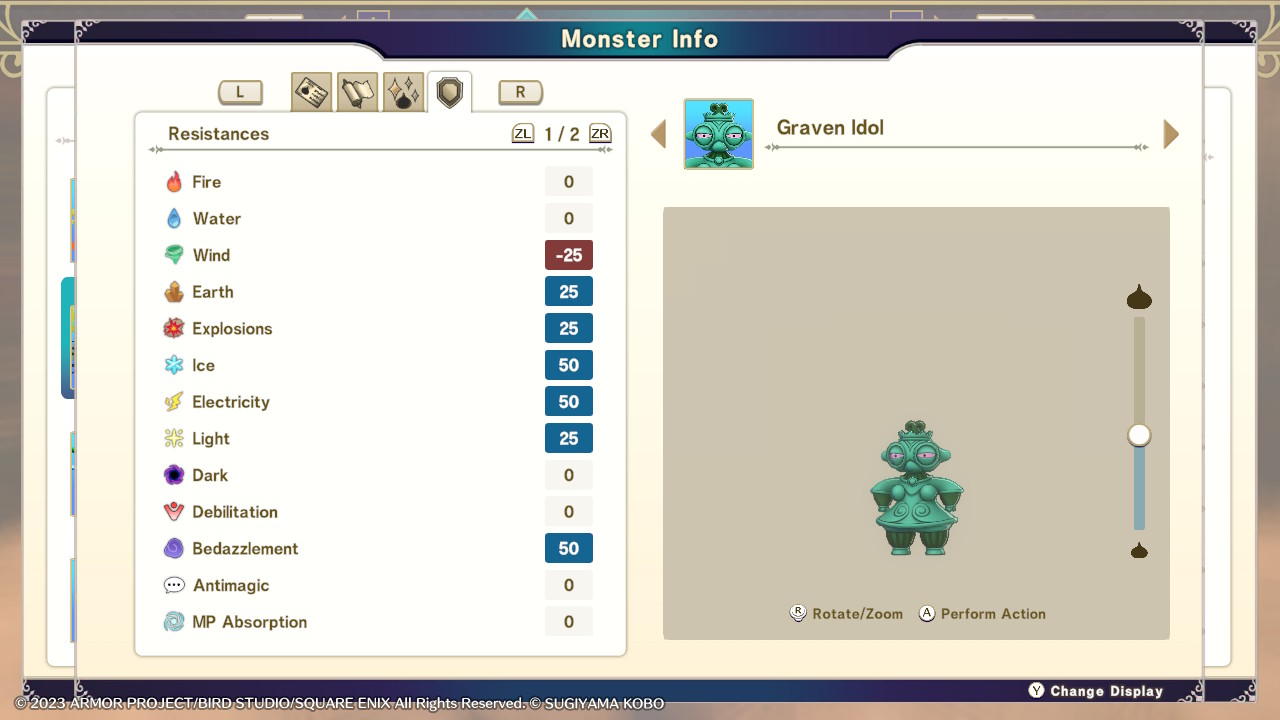 Monster Info
L
R
Resistances
ZL 1 / 2 ZR
Fire 0
Water 0
Wind -25
Earth 25
Explosions 25
Ice 50
Electricity 50
Light 25
Dark 0
Debilitation 0
Bedazzlement 50
Antimagic 0
MP Absorption 0
Graven Idol
R Rotate/Zoom A Perform Action
Y Change Display
© 2023 ARMOR PROJECT/BIRD STUDIO/SQUARE ENIX All Rights Reserved. © SUGIYAMA KOBO